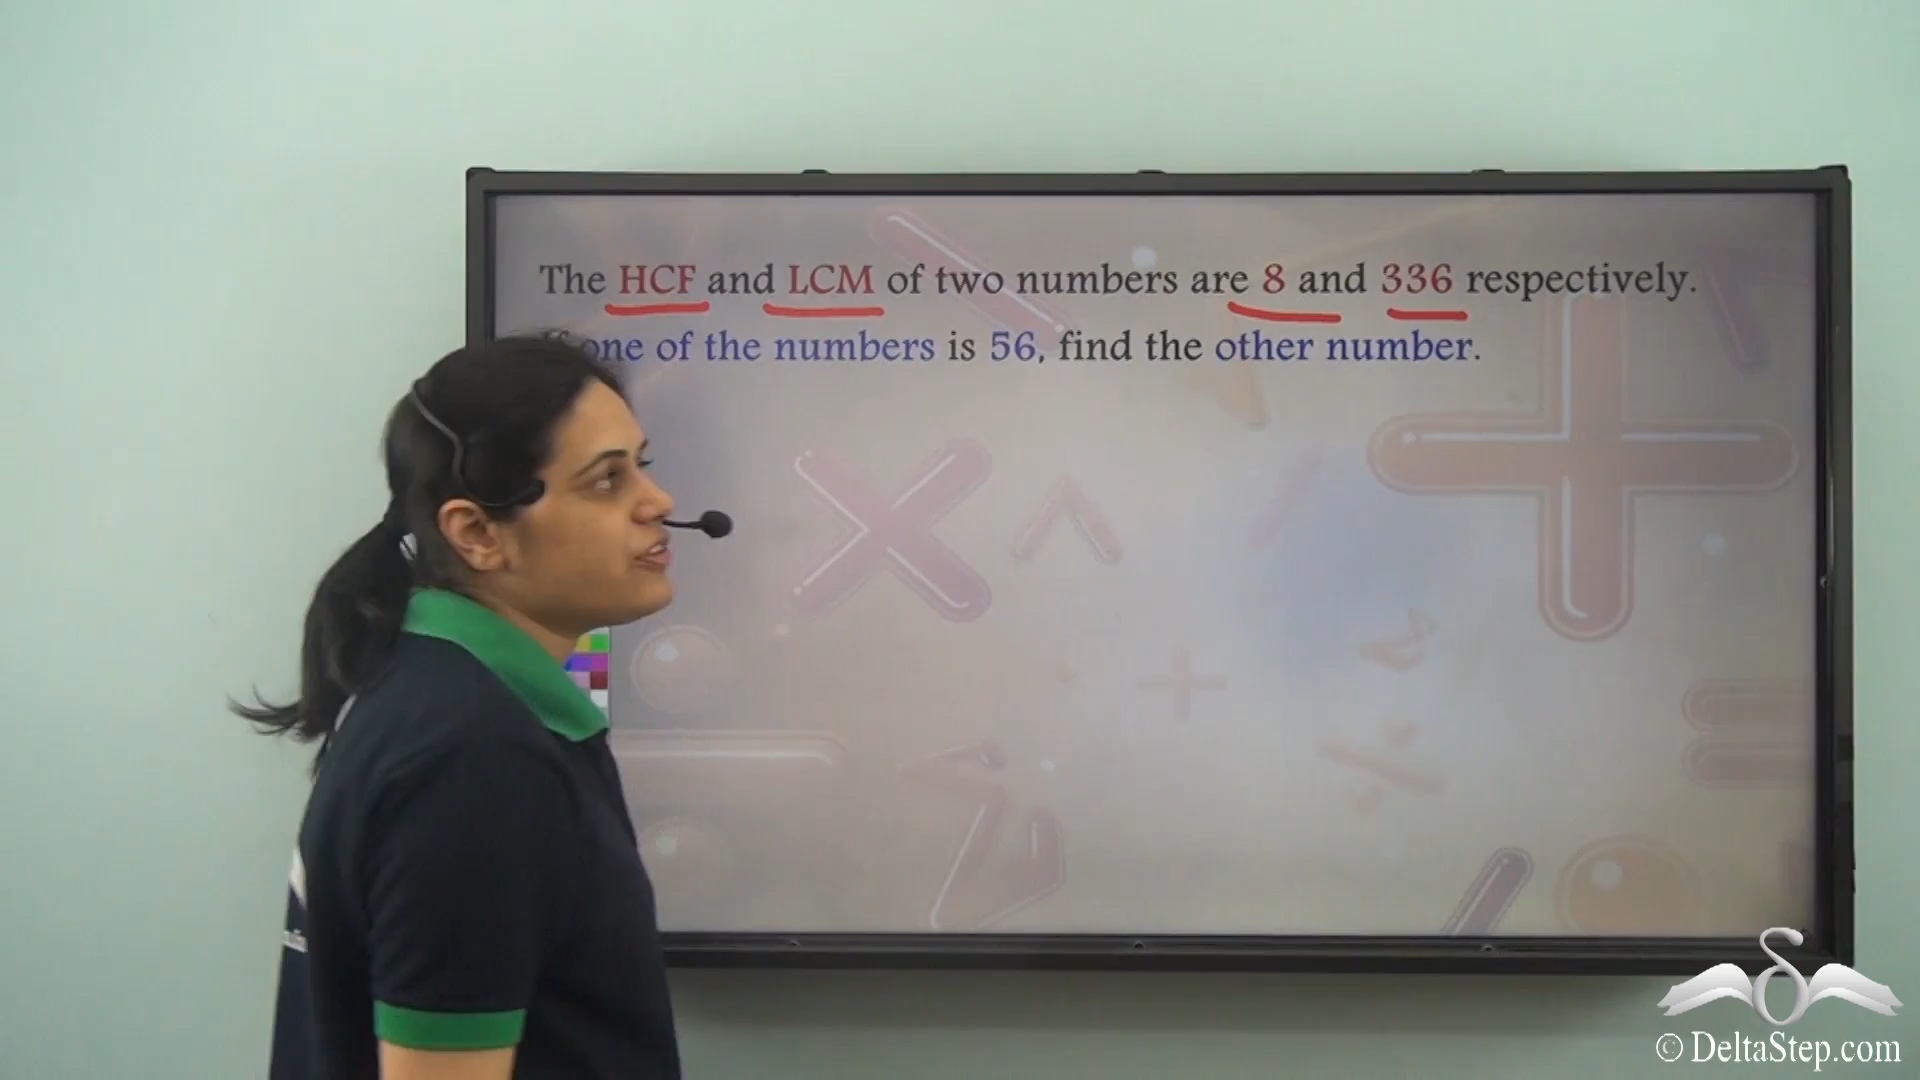 The HCF and LCM of two numbers are 8 and 336 respectively.
one of the numbers is 56, find the other number.
© DeltaStep.com